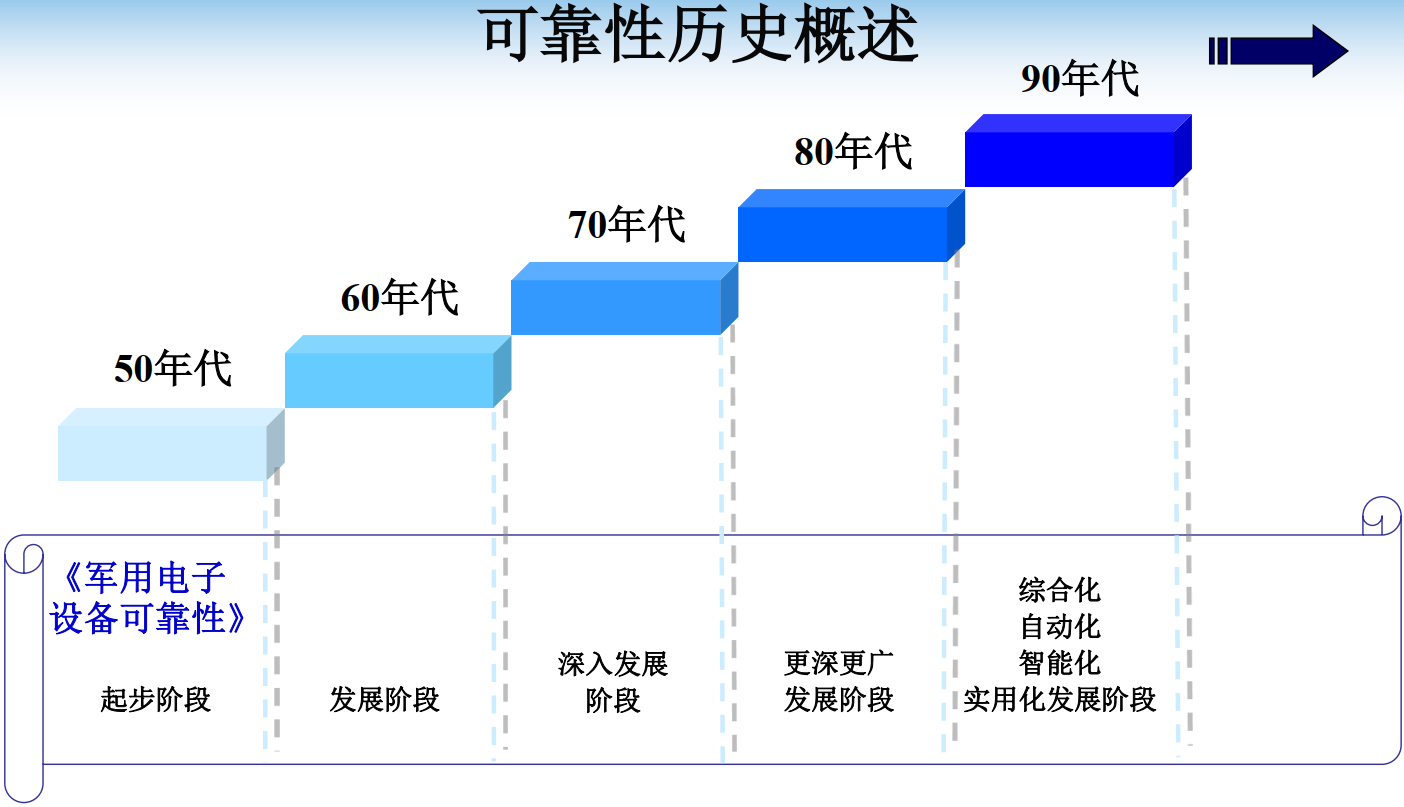 可靠性历史概述
90年代
80年代
70年代
60年代
50年代
《军用电子
设备可靠性》
起步阶段
发展阶段
深入发展
阶段
更深更广
发展阶段
综合化
自动化
智能化
实用化发展阶段